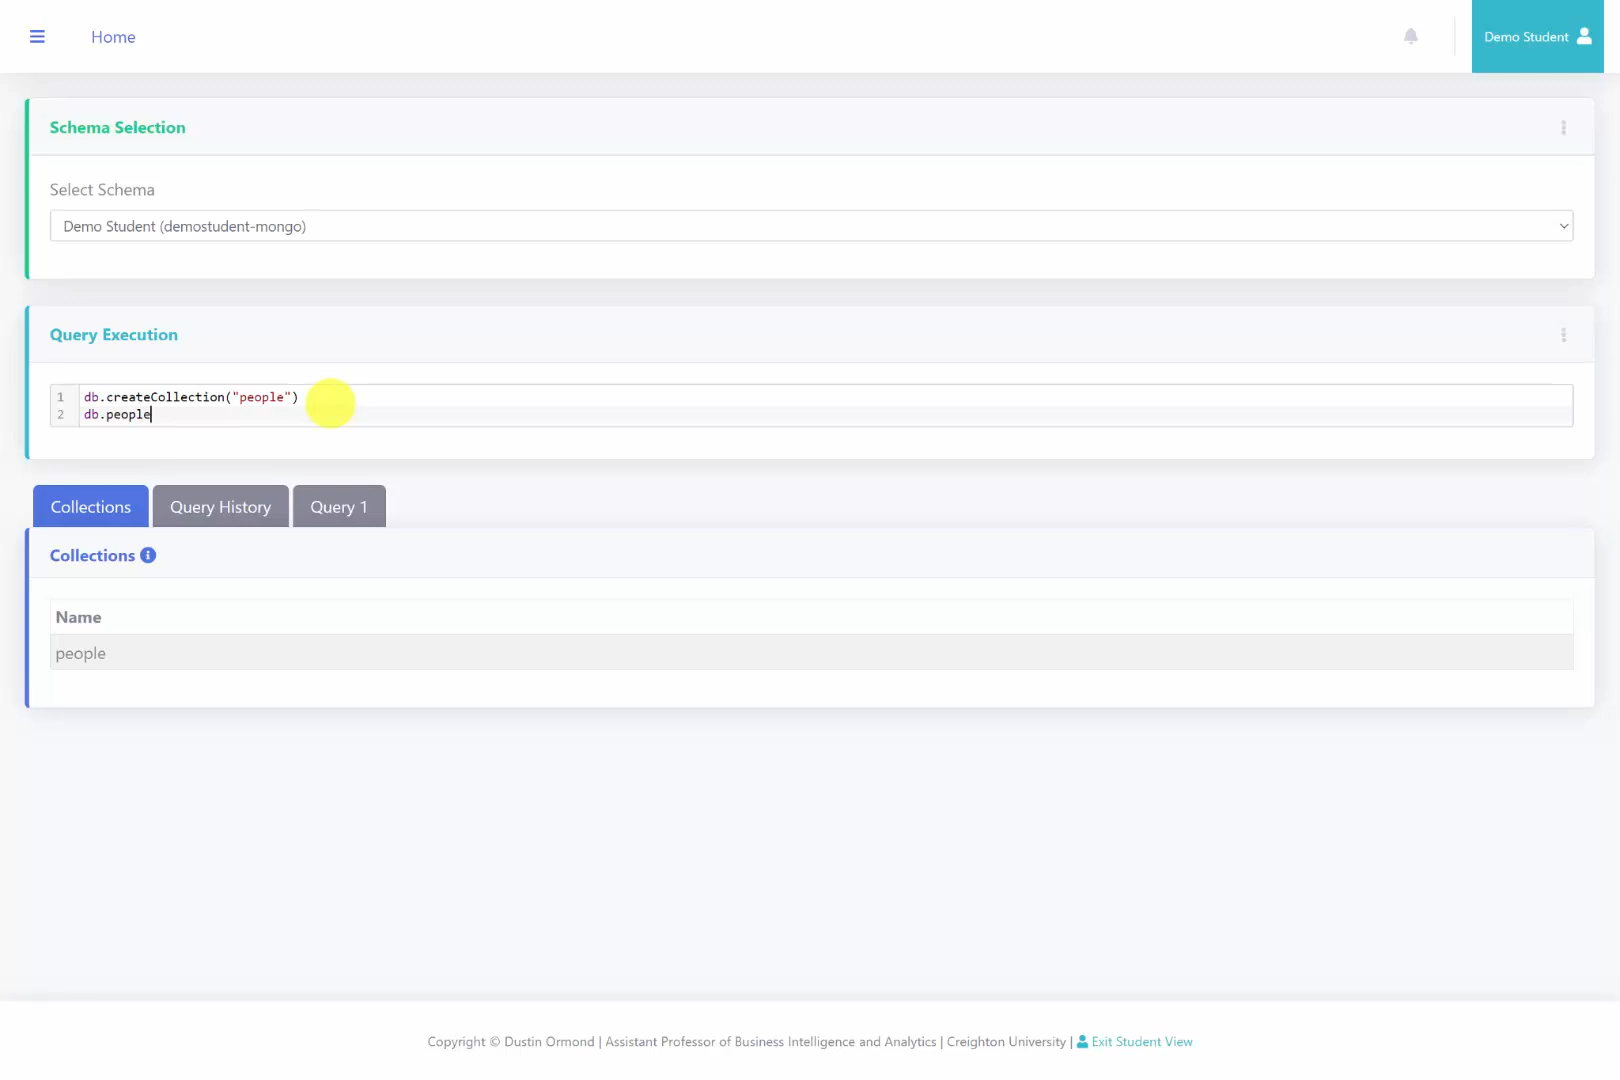 Home
Demo Student
Schema Selection
Select Schema
Demo Student (demostudent-mongo)
Query Execution
1 db.createCollection("people")
2 db.people
Collections Query History Query 1
Collections
Name
people
Copyright © Dustin Ormond | Assistant Professor of Business Intelligence and Analytics | Creighton University | Exit Student View